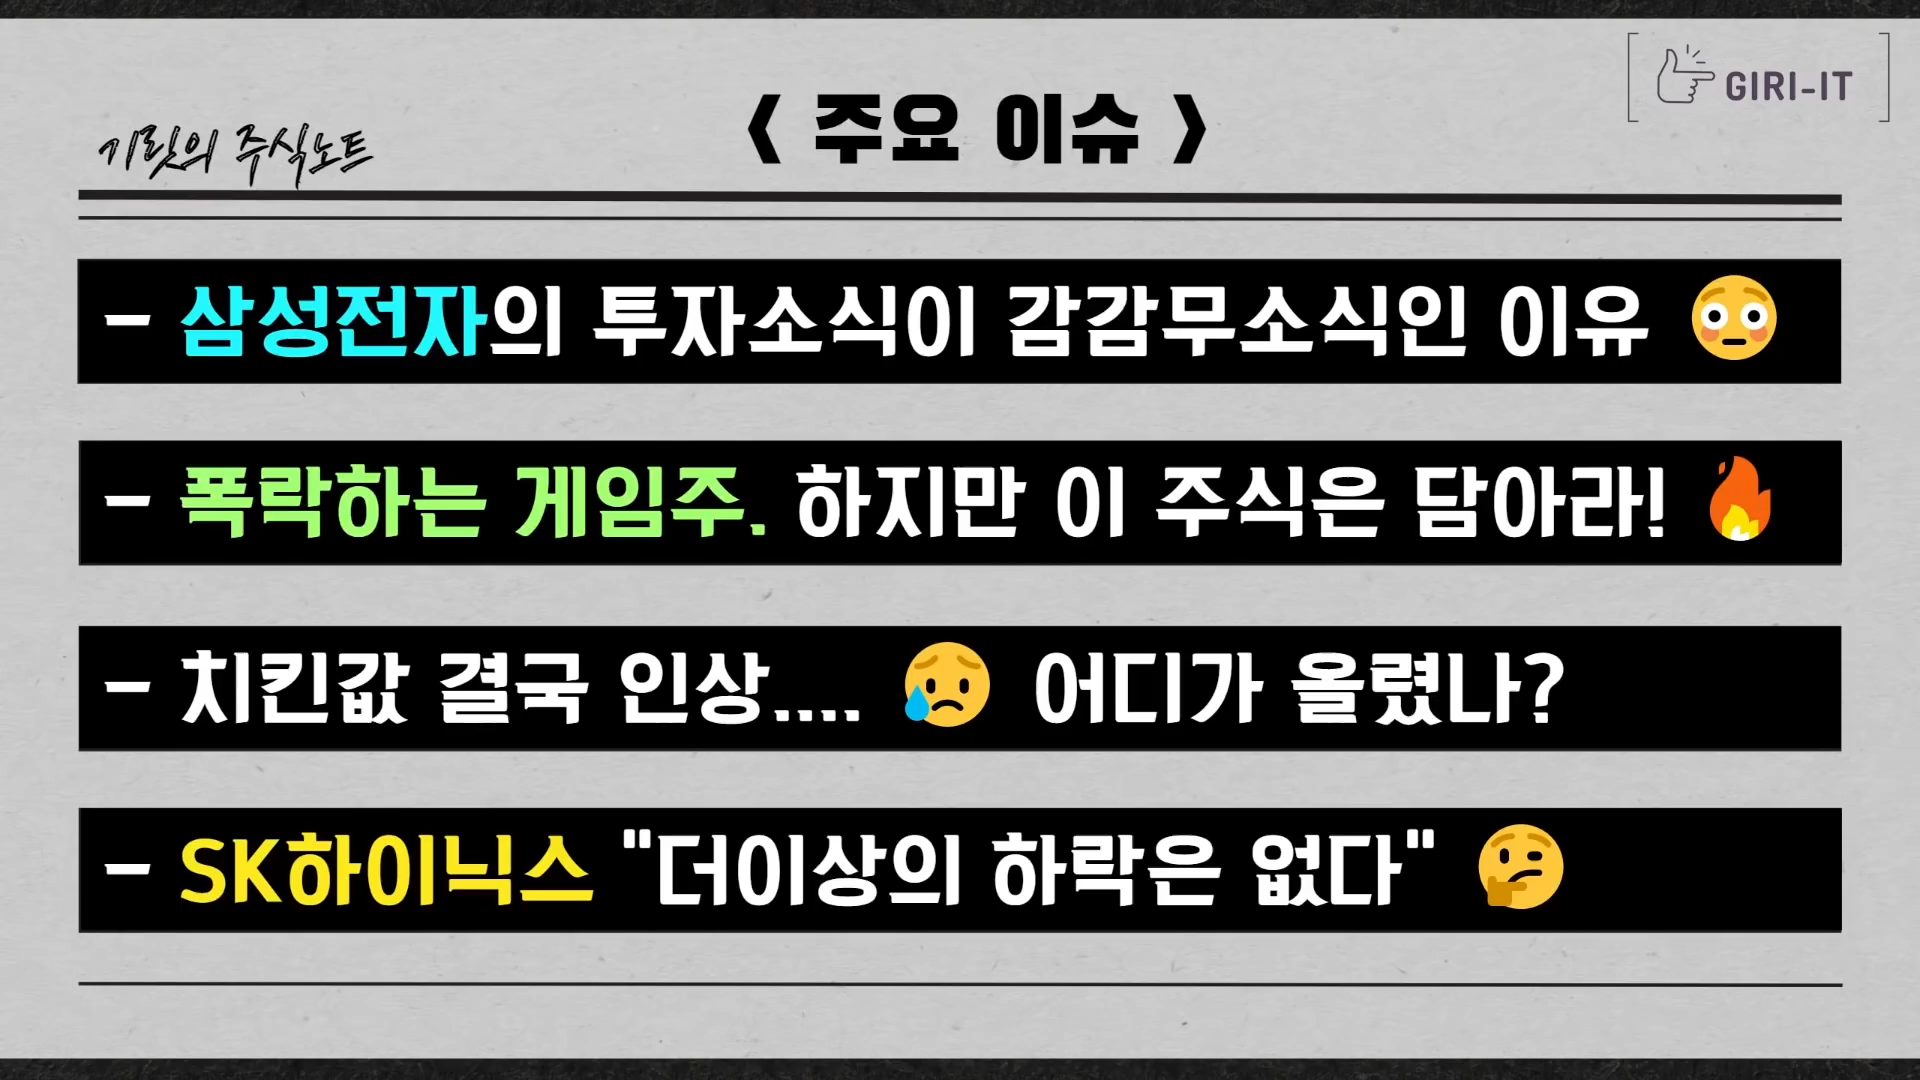 GIRI-IT
기릿의 주식노트
< 주요 이슈 >
- 삼성전자의 투자소식이 감감무소식인 이유 😳
- 폭락하는 게임주. 하지만 이 주식은 담아라! 🔥
- 치킨값 결국 인상.... 😥 어디가 올렸나?
- SK하이닉스 "더이상의 하락은 없다" 🤔